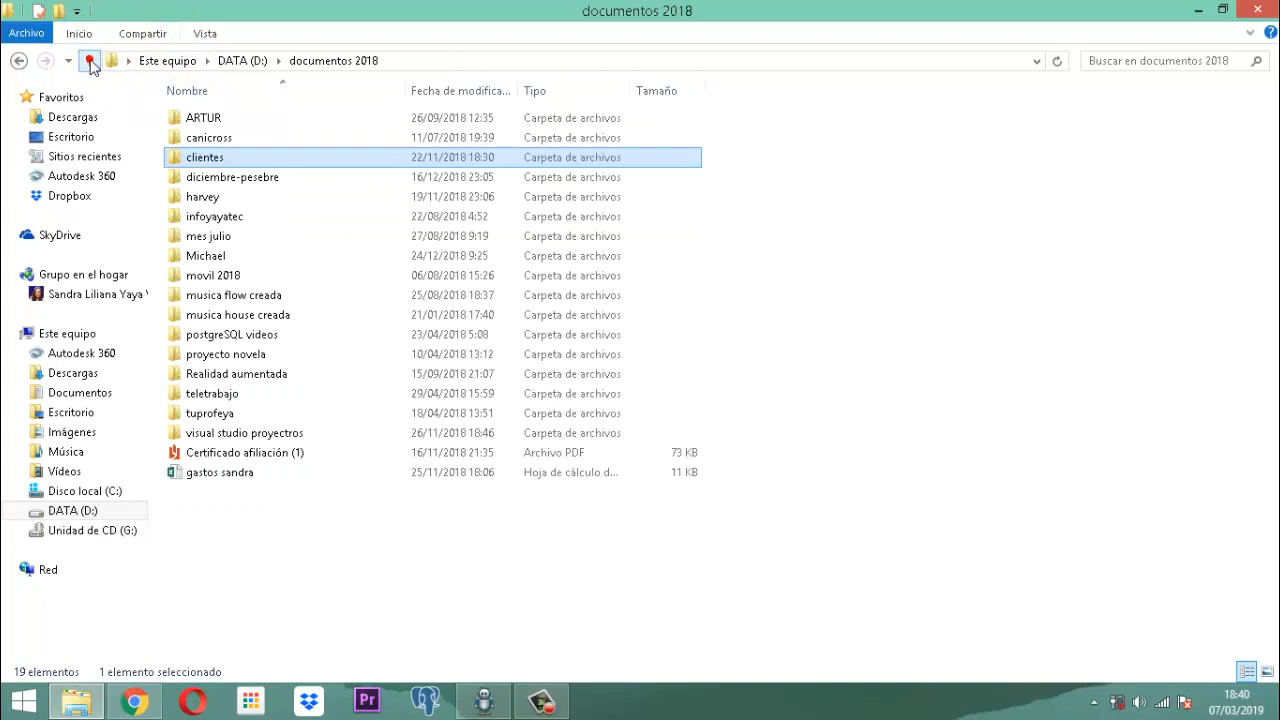 documentos 2018
Archivo Inicio Compartir Vista
Este equipo DATA (D:) documentos 2018 Buscar en documentos 2018
Nombre Fecha de modifica... Tipo Tamaño
ARTUR 26/09/2018 12:35 Carpeta de archivos
canicross 11/07/2018 19:39 Carpeta de archivos
clientes 22/11/2018 18:30 Carpeta de archivos
diciembre-pesebre 16/12/2018 23:05 Carpeta de archivos
harvey 19/11/2018 23:06 Carpeta de archivos
infoyayatec 22/08/2018 4:52 Carpeta de archivos
mes julio 27/08/2018 9:19 Carpeta de archivos
Michael 24/12/2018 9:25 Carpeta de archivos
movil 2018 06/08/2018 15:26 Carpeta de archivos
musica flow creada 25/08/2018 18:37 Carpeta de archivos
musica house creada 21/01/2018 17:40 Carpeta de archivos
postgreSQL videos 23/04/2018 5:08 Carpeta de archivos
proyecto novela 10/04/2018 13:12 Carpeta de archivos
Realidad aumentada 15/09/2018 21:07 Carpeta de archivos
teletrabajo 29/04/2018 15:59 Carpeta de archivos
tuprofeya 18/04/2018 13:51 Carpeta de archivos
visual studio proyectros 26/11/2018 18:46 Carpeta de archivos
Certificado afiliación (1) 16/11/2018 21:35 Archivo PDF 73 KB
gastos sandra 25/11/2018 18:06 Hoja de cálculo d... 11 KB
Favoritos
Descargas
Escritorio
Sitios recientes
Autodesk 360
Dropbox
SkyDrive
Grupo en el hogar
Sandra Liliana Yaya
Este equipo
Autodesk 360
Descargas
Documentos
Escritorio
Imágenes
Música
Vídeos
Disco local (C:)
DATA (D:)
Unidad de CD (G:)
Red
19 elementos 1 elemento seleccionado
Pr
18:40
07/03/2019